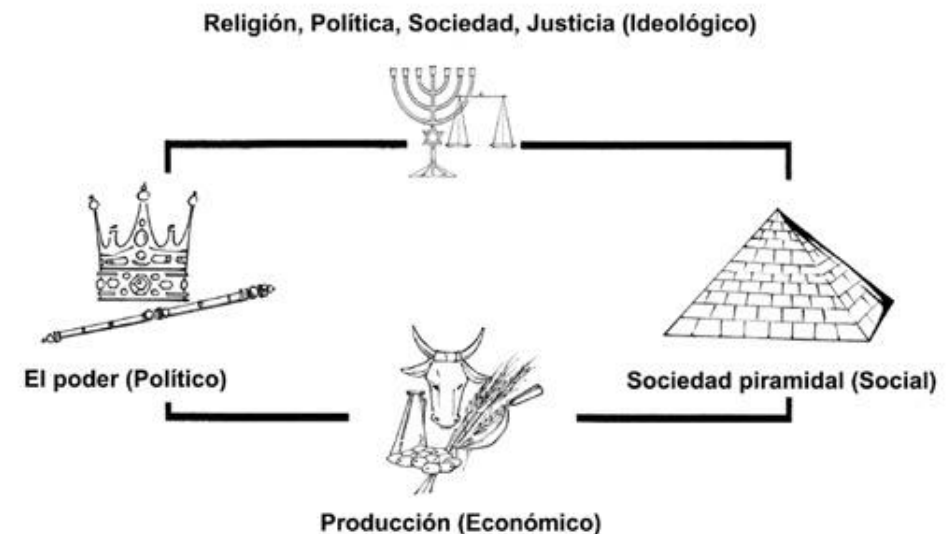 Religión, Política, Sociedad, Justicia (Ideológico)
El poder (Político)
Sociedad piramidal (Social)
Producción (Económico)